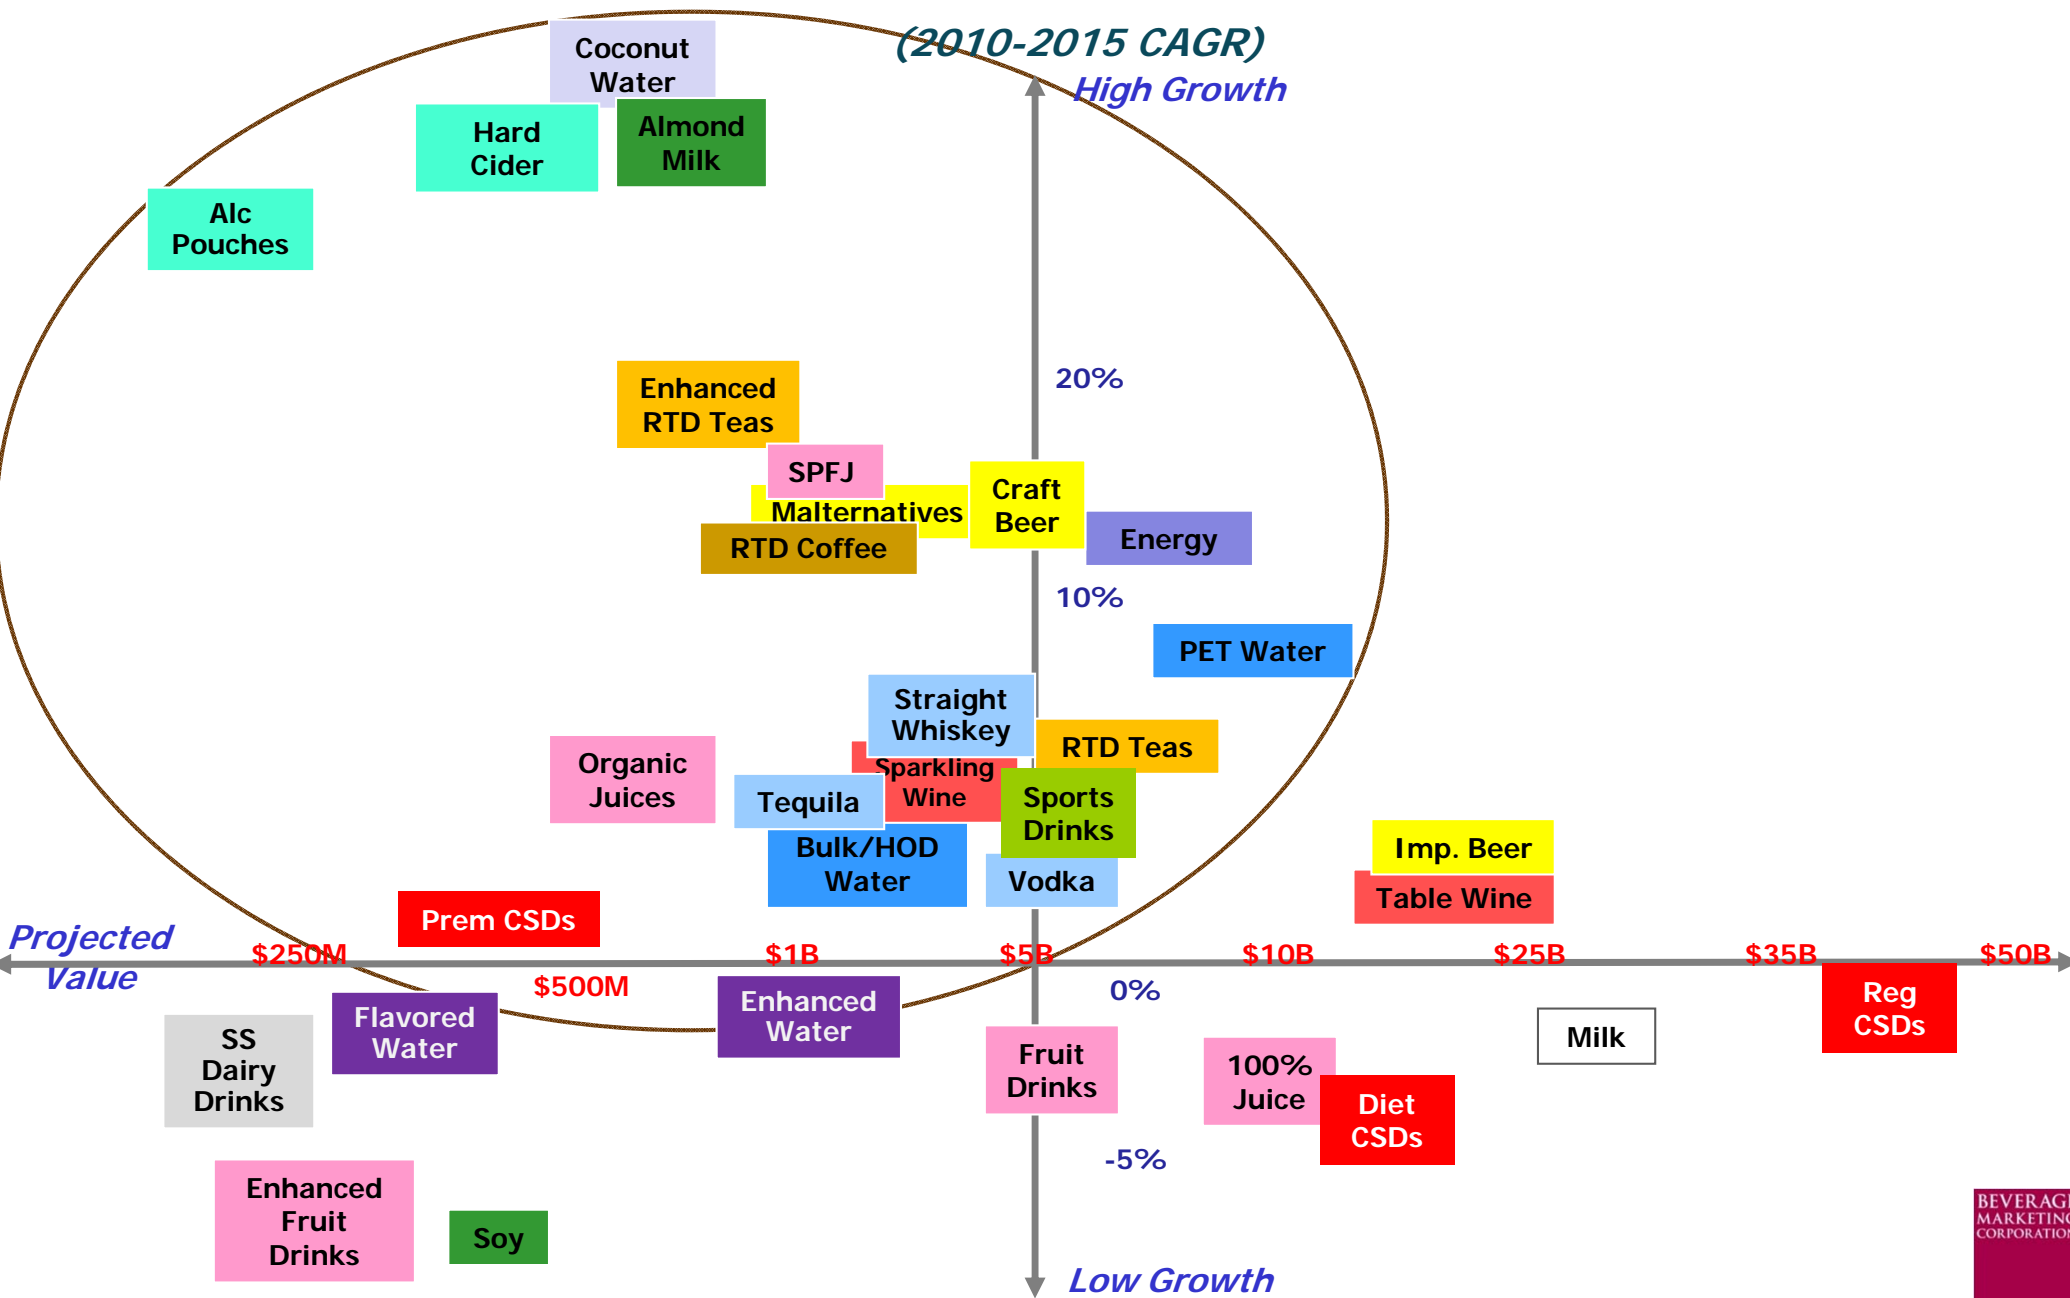 (2010-2015 CAGR)
High Growth
Coconut
Water
Hard
Cider
Almond
Milk
Alc
Pouches
20%
Enhanced
RTD Teas
SPFJ
Malternatives
Craft
Beer
RTD Coffee
Energy
10%
PET Water
Straight
Whiskey
RTD Teas
Organic
Juices
Sparkling
Wine
Tequila
Sports
Drinks
Bulk/HOD
Water
Vodka
Imp. Beer
Table Wine
Prem CSDs
Projected
Value
$250M
$500M
$1B
$5B
$10B
$25B
$35B
$50B
0%
Flavored
Water
Enhanced
Water
SS
Dairy
Drinks
Fruit
Drinks
100%
Juice
Diet
CSDs
Milk
Reg
CSDs
-5%
Enhanced
Fruit
Drinks
Soy
Low Growth
BEVERAGE
MARKETING
CORPORATION